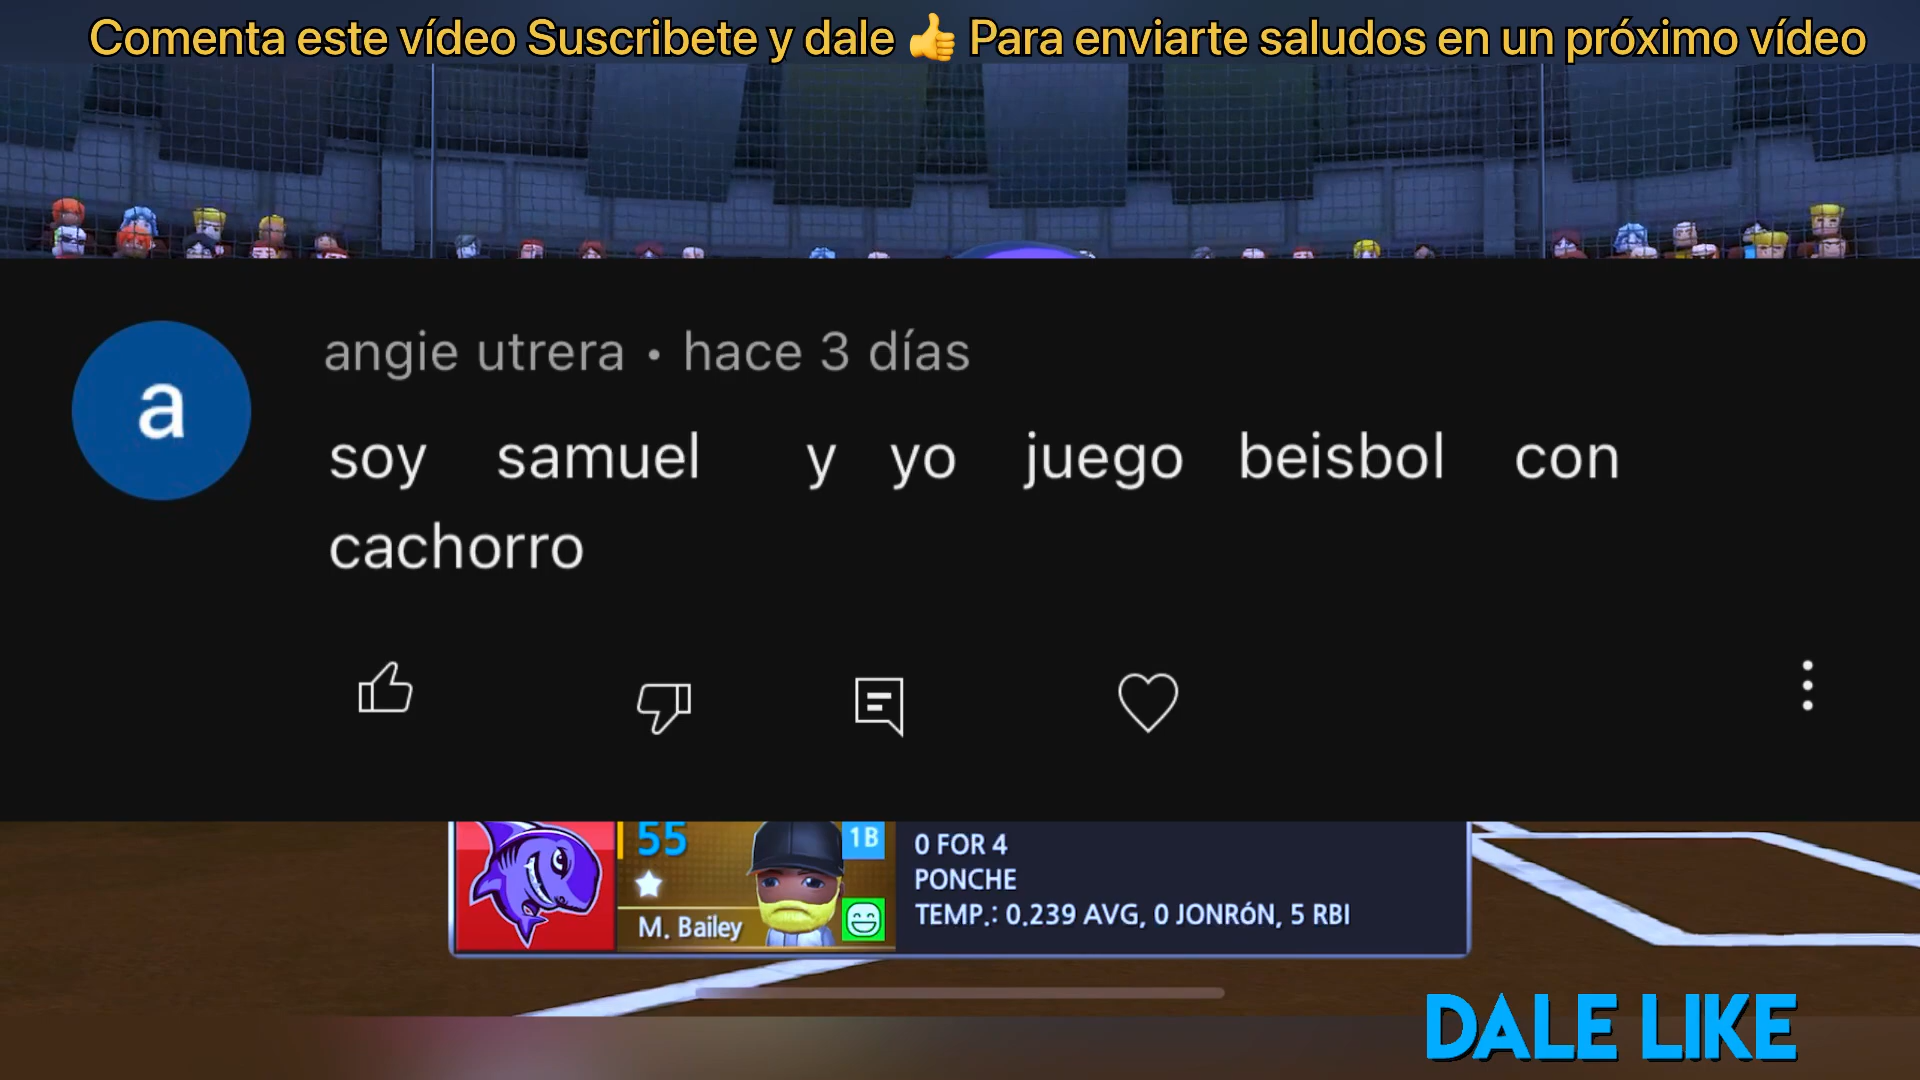 Comenta este vídeo Suscribete y dale 👍 Para enviarte saludos en un próximo vídeo
a
angie utrera • hace 3 días
soy samuel y yo juego beisbol con
cachorro
55
1B
M. Bailey
0 FOR 4
PONCHE
TEMP.: 0.239 AVG, 0 JONRÓN, 5 RBI
DALE LIKE